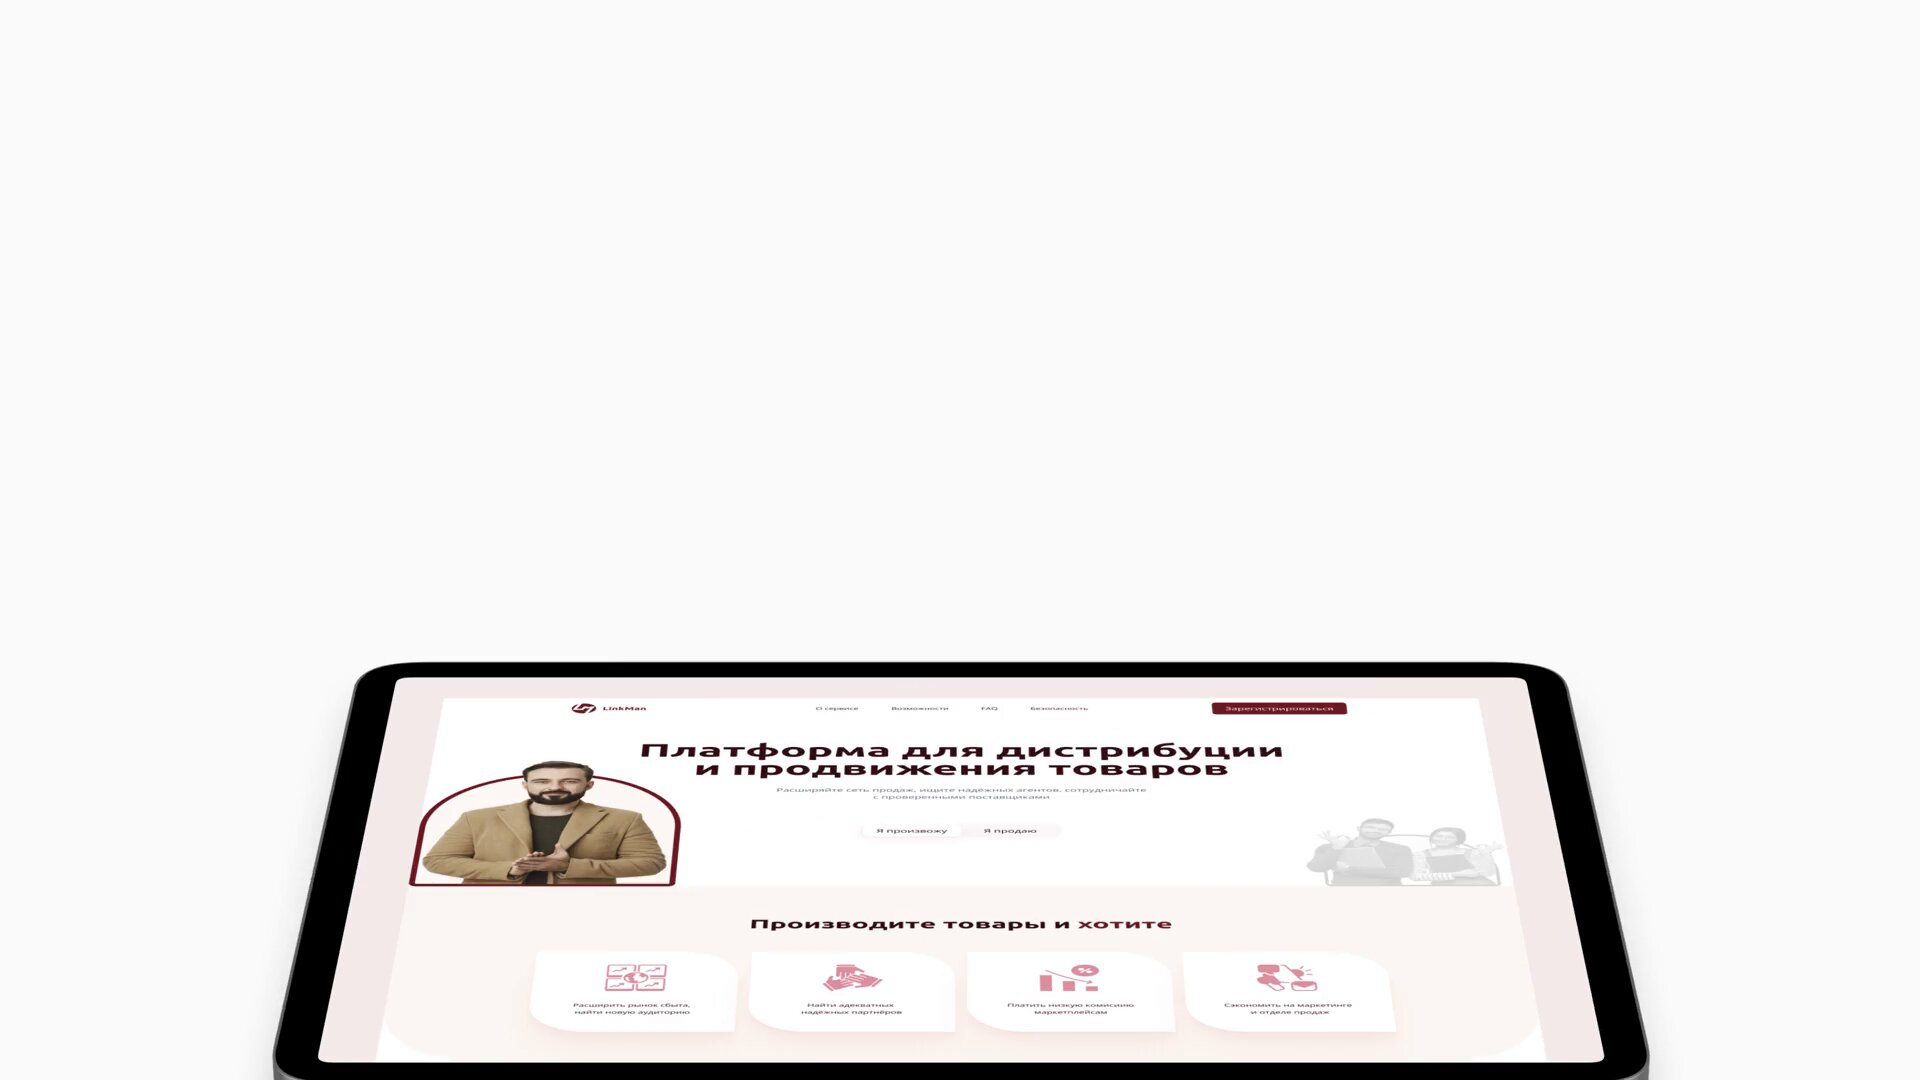 LinkMan
О сервисе
Возможности
FAQ
Безопасность
Зарегистрироваться
Платформа для дистрибуции
и продвижения товаров
Расширяйте сеть продаж, ищите надёжных агентов, сотрудничайте
с проверенными поставщиками
Я произвожу
Я продаю
Производите товары и хотите
Расширить рынок сбыта,
найти новую аудиторию
Найти адекватных
надёжных партнёров
Платить низкую комиссию
маркетплейсам
Сэкономить на маркетинге
и отделе продаж